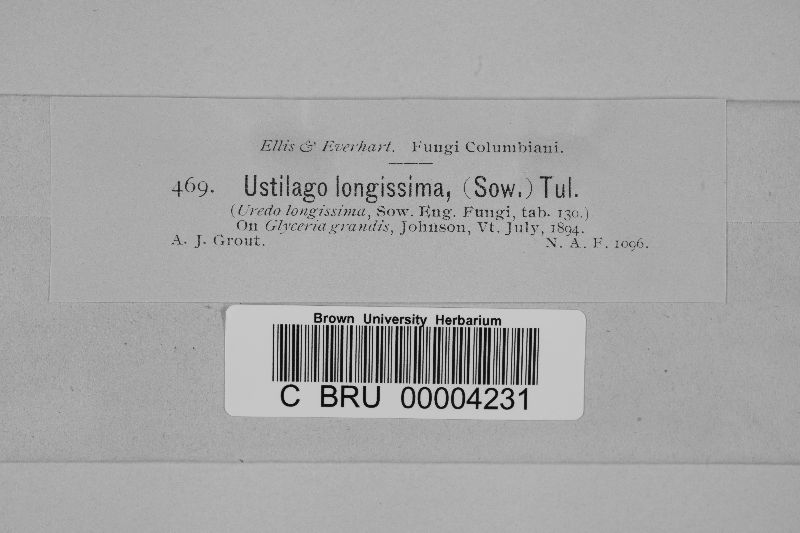 Ellis & Everhart. Fungi Columbiani.
469. Ustilago longissima, (Sow.) Tul.
(Uredo longissima, Sow. Eng. Fungi, tab. 130.)
On Glyceria grandis, Johnson, Vt. July, 1894.
A. J. Grout. N. A. F. 1096.
Brown University Herbarium
C BRU 00004231